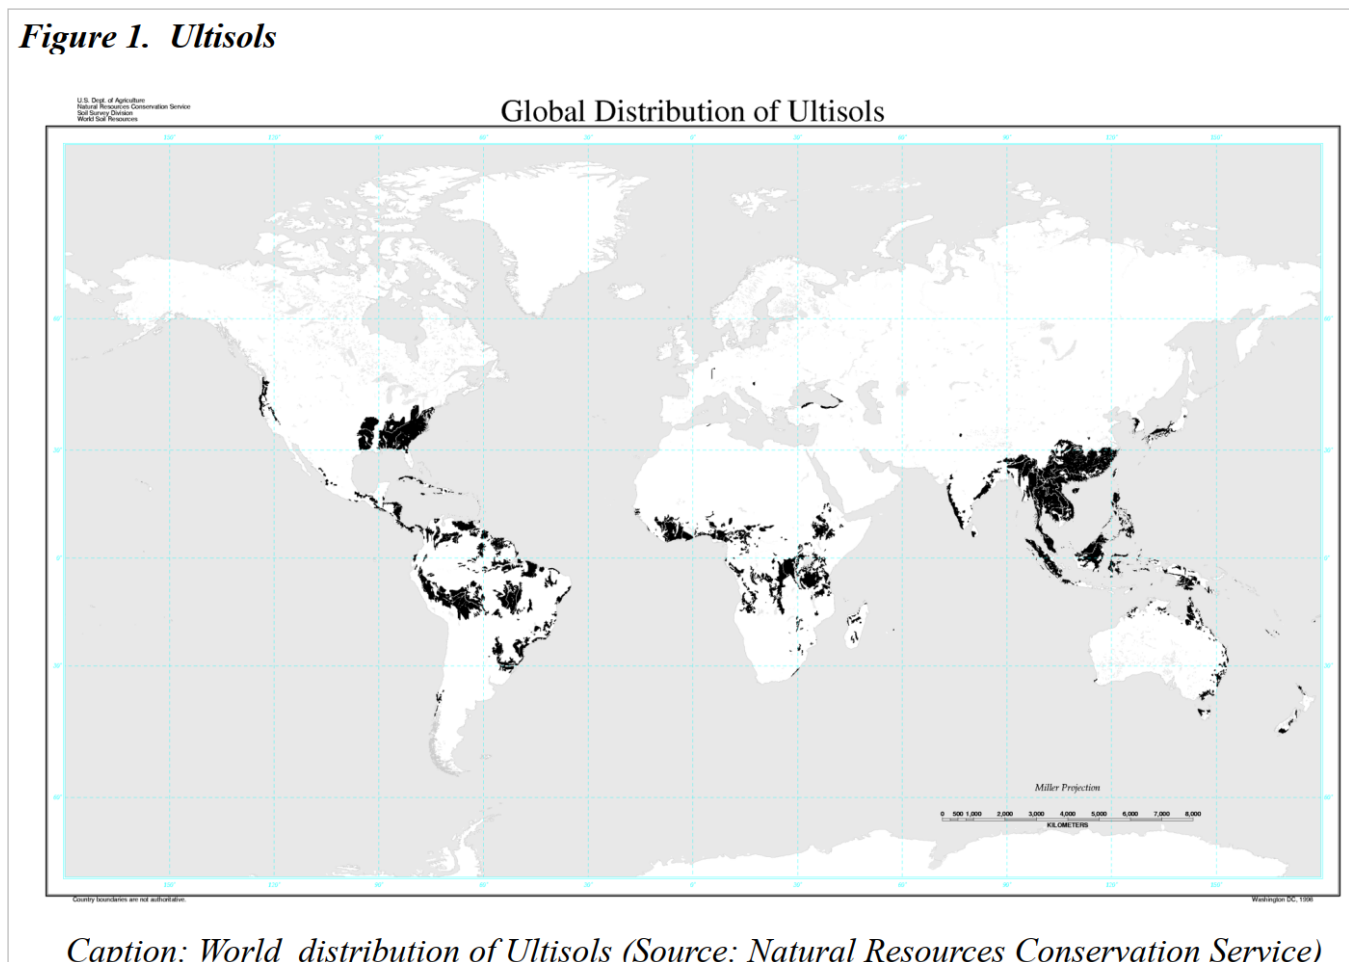 Figure 1.  Ultisols
U.S. Dept. of Agriculture
Natural Resources Conservation Service
Soil Survey Division
World Soil Resources
Global Distribution of Ultisols
Miller Projection
0 500 1,000 2,000 3,000 4,000 5,000 6,000 7,000 8,000
KILOMETERS
Country boundaries are not authoritative.
Washington DC, 1996
Caption: World distribution of Ultisols (Source: Natural Resources Conservation Service)